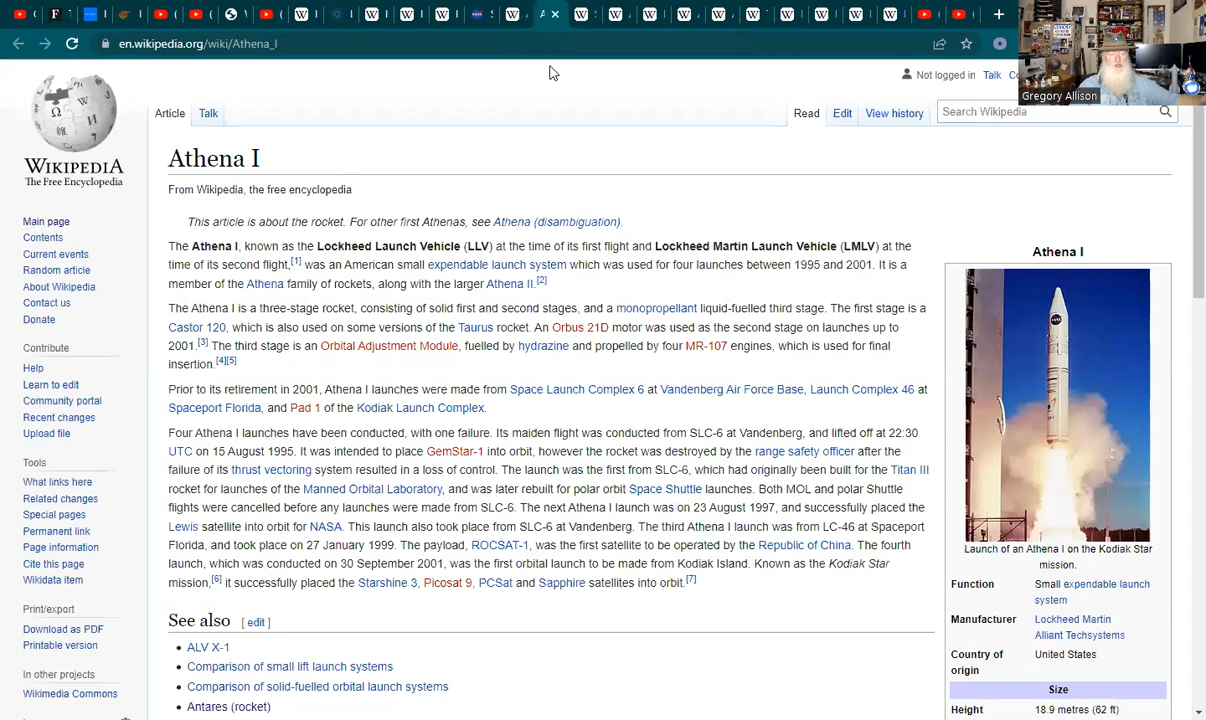 en.wikipedia.org/wiki/Athena_I
Gregory Allison
Not logged in Talk
Article Talk Read Edit View history Search Wikipedia
WIKIPEDIA
The Free Encyclopedia
Main page
Contents
Current events
Random article
About Wikipedia
Contact us
Donate
Contribute
Help
Learn to edit
Community portal
Recent changes
Upload file
Tools
What links here
Related changes
Special pages
Permanent link
Page information
Cite this page
Wikidata item
Print/export
Download as PDF
Printable version
In other projects
Wikimedia Commons
Athena I
From Wikipedia, the free encyclopedia
This article is about the rocket. For other first Athenas, see Athena (disambiguation).
The Athena I, known as the Lockheed Launch Vehicle (LLV) at the time of its first flight and Lockheed Martin Launch Vehicle (LMLV) at the
time of its second flight,[1] was an American small expendable launch system which was used for four launches between 1995 and 2001. It is a
member of the Athena family of rockets, along with the larger Athena II.[2]
The Athena I is a three-stage rocket, consisting of solid first and second stages, and a monopropellant liquid-fuelled third stage. The first stage is a
Castor 120, which is also used on some versions of the Taurus rocket. An Orbus 21D motor was used as the second stage on launches up to
2001.[3] The third stage is an Orbital Adjustment Module, fuelled by hydrazine and propelled by four MR-107 engines, which is used for final
insertion.[4][5]
Prior to its retirement in 2001, Athena I launches were made from Space Launch Complex 6 at Vandenberg Air Force Base, Launch Complex 46 at
Spaceport Florida, and Pad 1 of the Kodiak Launch Complex.
Four Athena I launches have been conducted, with one failure. Its maiden flight was conducted from SLC-6 at Vandenberg, and lifted off at 22:30
UTC on 15 August 1995. It was intended to place GemStar-1 into orbit, however the rocket was destroyed by the range safety officer after the
failure of its thrust vectoring system resulted in a loss of control. The launch was the first from SLC-6, which had originally been built for the Titan III
rocket for launches of the Manned Orbital Laboratory, and was later rebuilt for polar orbit Space Shuttle launches. Both MOL and polar Shuttle
flights were cancelled before any launches were made from SLC-6. The next Athena I launch was on 23 August 1997, and successfully placed the
Lewis satellite into orbit for NASA. This launch also took place from SLC-6 at Vandenberg. The third Athena I launch was from LC-46 at Spaceport
Florida, and took place on 27 January 1999. The payload, ROCSAT-1, was the first satellite to be operated by the Republic of China. The fourth
launch, which was conducted on 30 September 2001, was the first orbital launch to be made from Kodiak Island. Known as the Kodiak Star
mission,[6] it successfully placed the Starshine 3, Picosat 9, PCSat and Sapphire satellites into orbit.[7]
See also [ edit ]
• ALV X-1
• Comparison of small lift launch systems
• Comparison of solid-fuelled orbital launch systems
• Antares (rocket)
Athena I
Launch of an Athena I on the Kodiak Star
mission.
Function Small expendable launch
system
Manufacturer Lockheed Martin
Alliant Techsystems
Country of
origin United States
Size
Height 18.9 metres (62 ft)